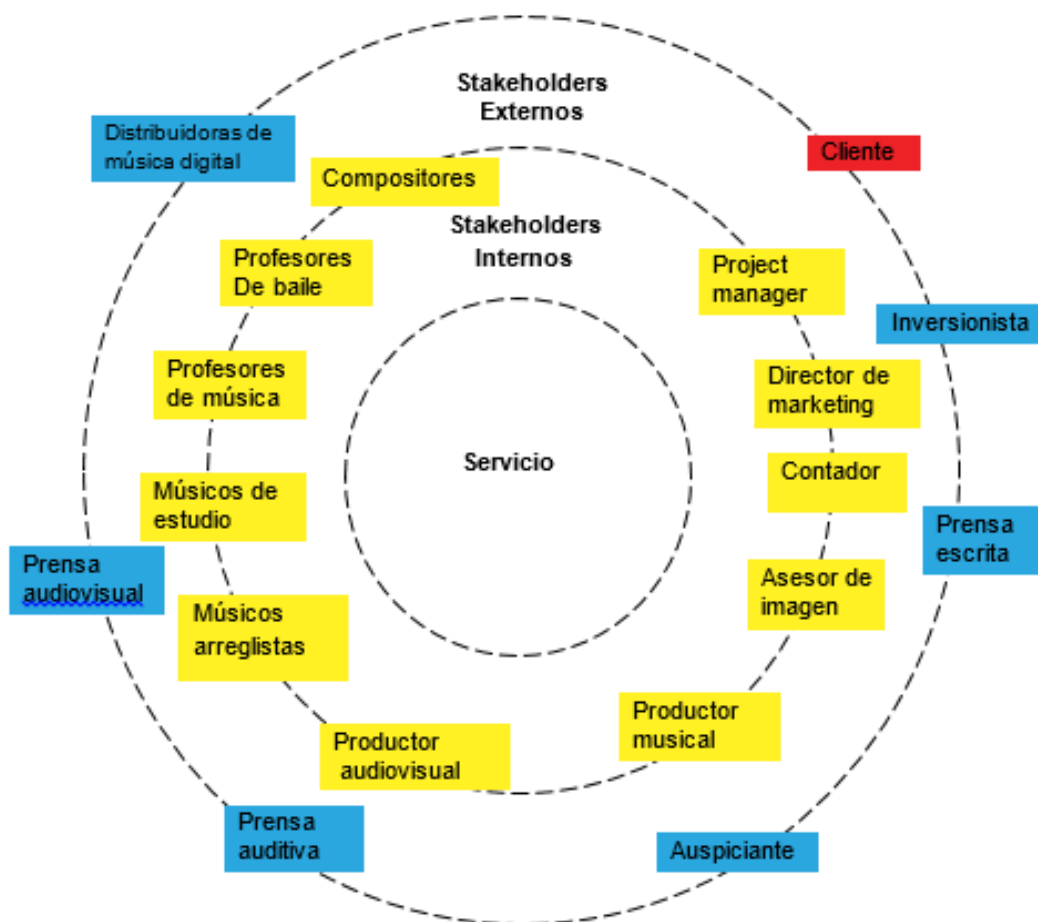 Stakeholders
Externos
Distribuidoras de
música digital
Cliente
Compositores
Stakeholders
Internos
Profesores
De baile
Project
manager
Inversionista
Profesores
de música
Director de
marketing
Servicio
Contador
Músicos de
estudio
Prensa
escrita
Prensa
audiovisual
Asesor de
imagen
Músicos
arreglistas
Productor
musical
Productor
audiovisual
Prensa
auditiva
Auspiciante